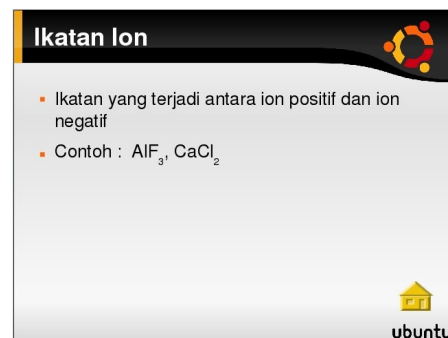 Ikatan Ion
Ikatan yang terjadi antara ion positif dan ion
negatif
Contoh : AlF₃, CaCl₂
ubuntu